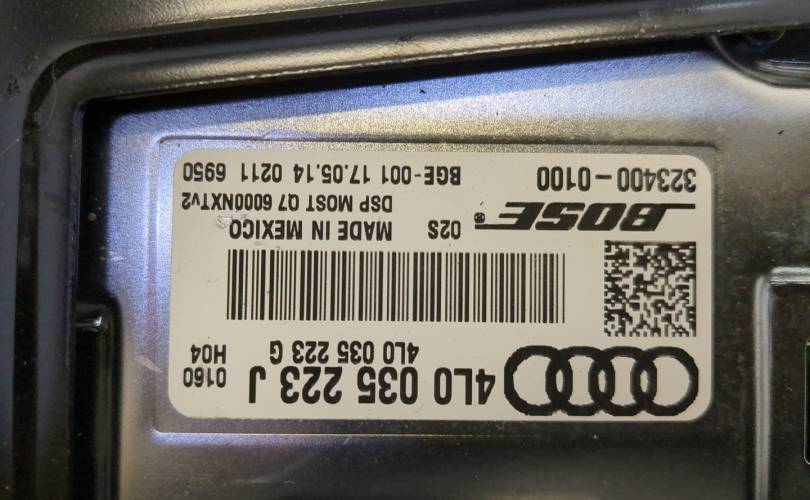 4L0 035 223 J
0160
4L0 035 223 G
H04
MADE IN MEXICO
BOSE®
02S
DSP MOST Q7 6000NXTv2
323400-0100
BGE-001 17.05.14 0211 6950